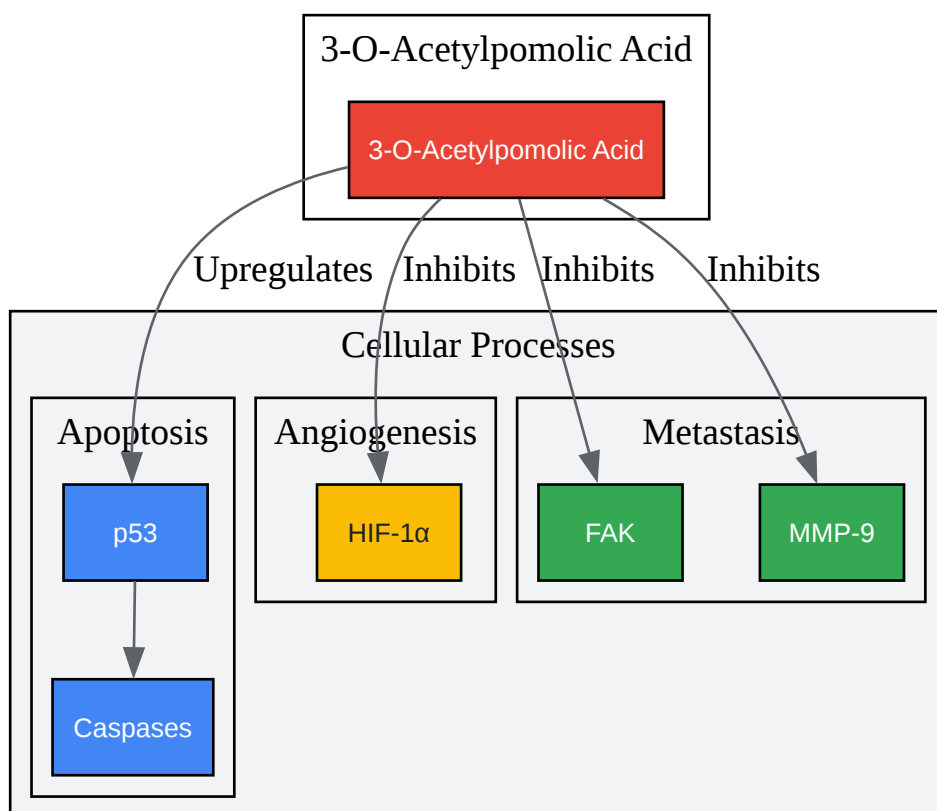 3-O-Acetylpomolic Acid
3-O-Acetylpomolic Acid
Upregulates
Inhibits
Inhibits
Inhibits
Cellular Processes
Apoptosis
Angiogenesis
Metastasis
p53
HIF-1α
FAK
MMP-9
Caspases